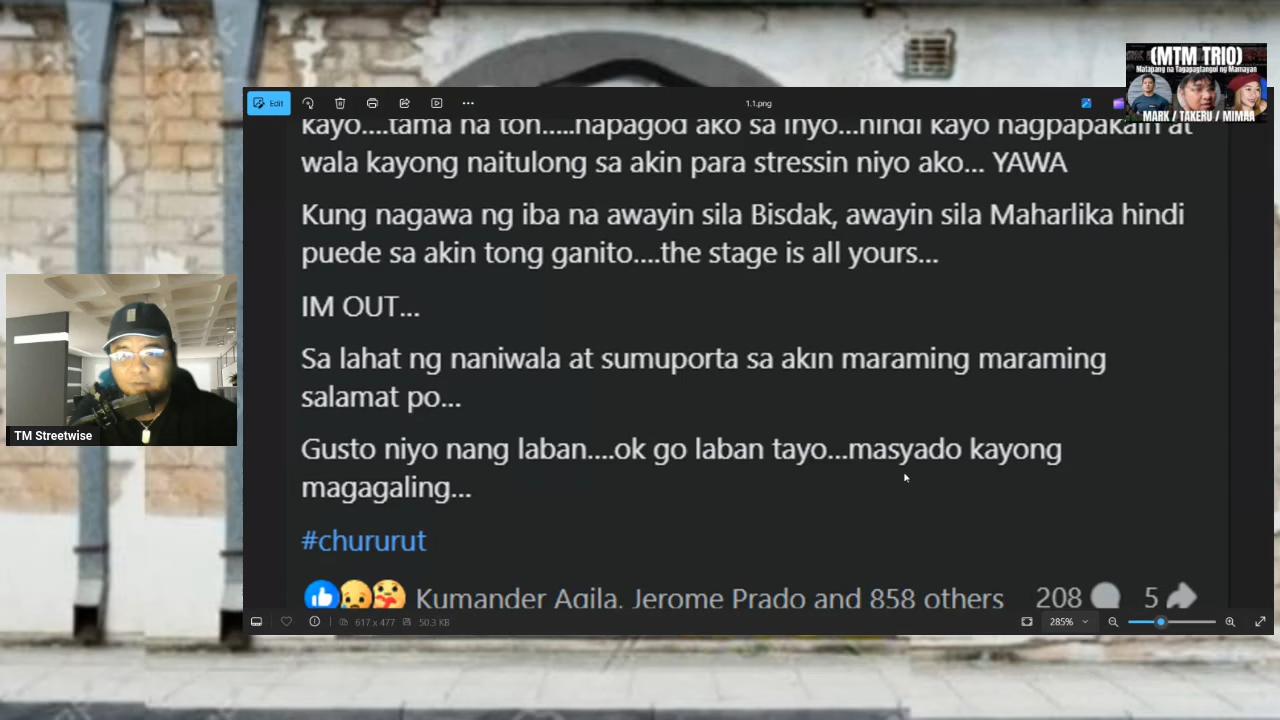 (MTM TRIO)
Matapang na Tagapagtangol ng Mamayan
MARK / TAKERU / MIMAA
Edit
1.1.png
kayo....tama na toh.....napagod ako sa inyo...hindi kayo nagpapakain at
wala kayong naitulong sa akin para stressin niyo ako... YAWA
Kung nagawa ng iba na awayin sila Bisdak, awayin sila Maharlika hindi
puede sa akin tong ganito....the stage is all yours...
IM OUT...
Sa lahat ng naniwala at sumuporta sa akin maraming maraming
salamat po...
Gusto niyo nang laban....ok go laban tayo...masyado kayong
magagaling...
#chururut
Kumander Agila, Jerome Prado and 858 others 208 5
617 x 477 50.3 KB 285%
TM Streetwise